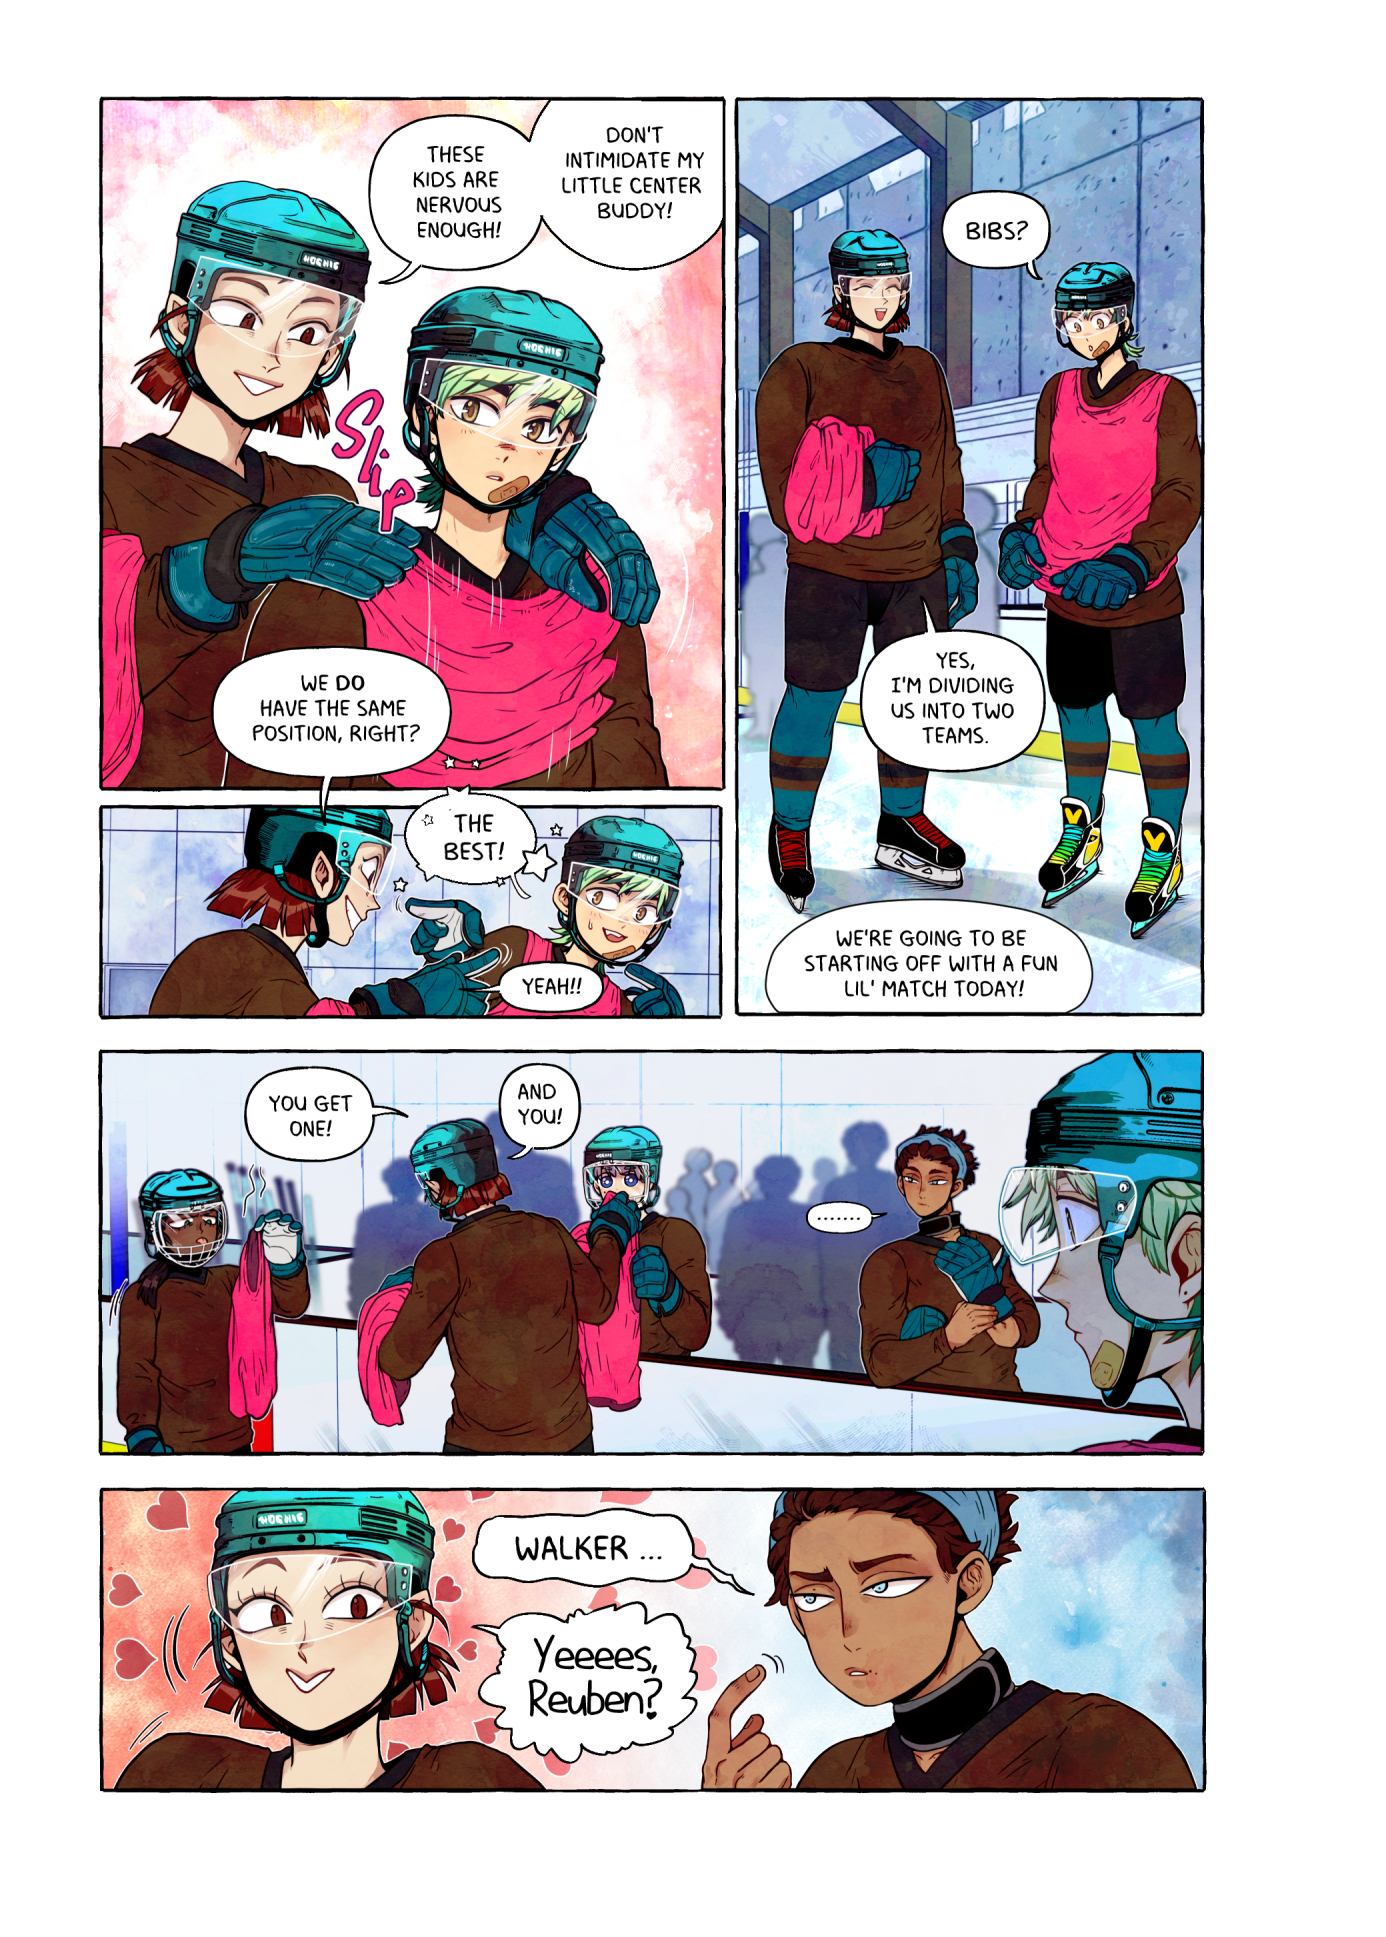 THESE
KIDS ARE
NERVOUS
ENOUGH!
DON'T
INTIMIDATE MY
LITTLE CENTER
BUDDY!
Slip
WE DO
HAVE THE SAME
POSITION, RIGHT?
THE
BEST!
YEAH!!
BIBS?
YES,
I'M DIVIDING
US INTO TWO
TEAMS.
WE'RE GOING TO BE
STARTING OFF WITH A FUN
LIL' MATCH TODAY!
YOU GET
ONE!
AND
YOU!
.......
WALKER ...
Yeeees,
Reuben?